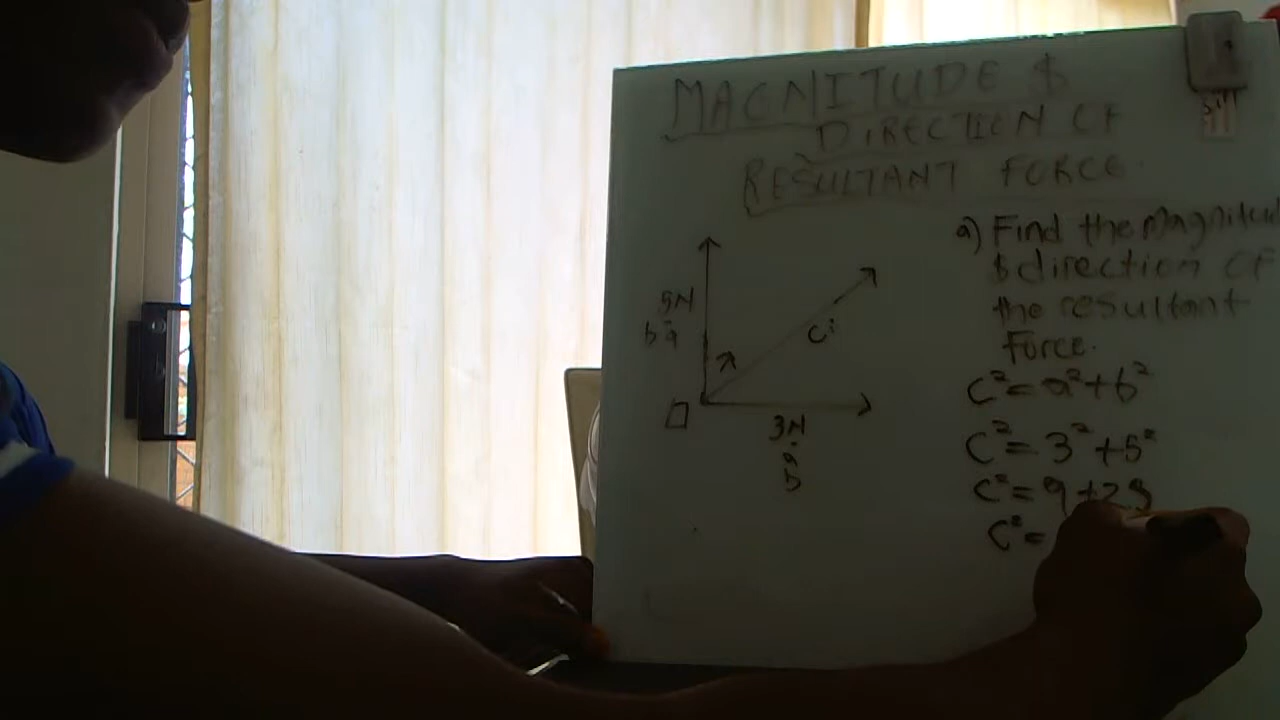 MAGNITUDE $
DIRECTION OF
RESULTANT FORCE
a) Find the Magnitud
$ direction OF
the resultant
Force.
5N
b a
c
3N
a
b
c²=a²+b²
c²=3²+5²
c²=9+25
c²=